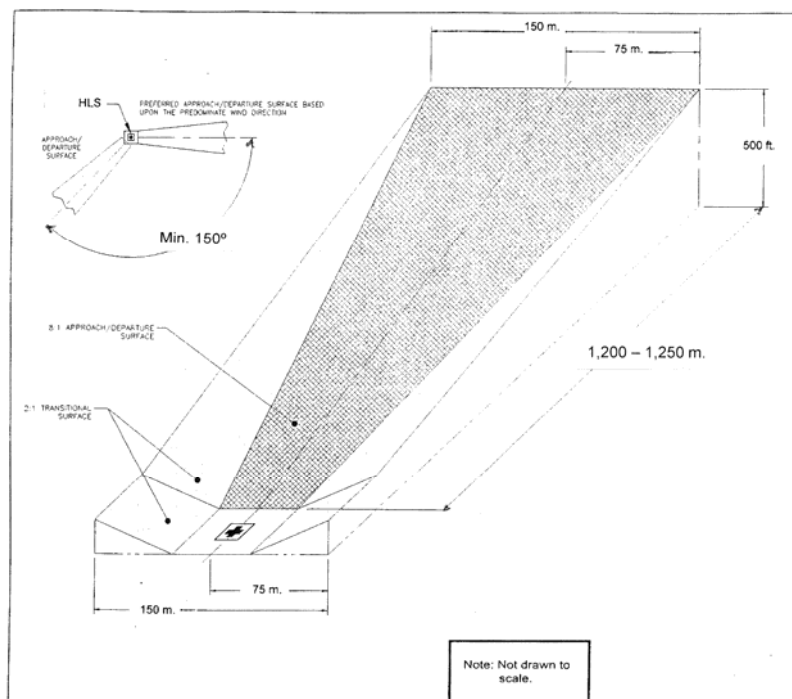 150 m.
75 m.
HLS
PREFERRED APPROACH/DEPARTURE SURFACE BASED
UPON THE PREDOMINATE WIND DIRECTION
APPROACH/
DEPARTURE
SURFACE
500 ft.
Min. 150º
8:1 APPROACH/DEPARTURE
SURFACE
1,200 – 1,250 m.
2:1 TRANSITIONAL
SURFACE
75 m.
150 m.
Note: Not drawn to
scale.